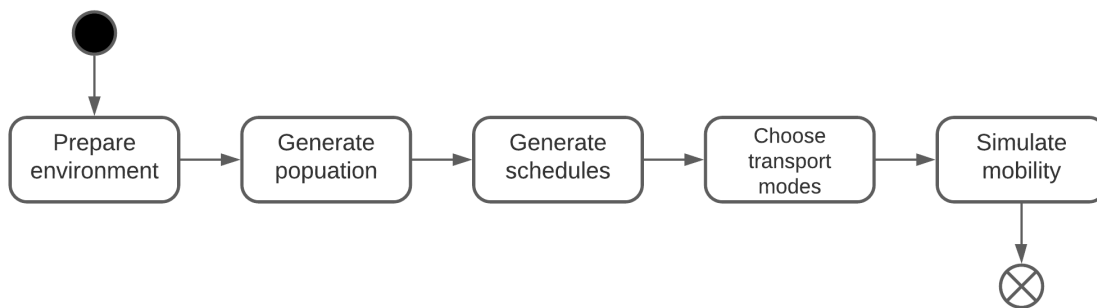 Prepare
environment
Generate
popuation
Generate
schedules
Choose
transport
modes
Simulate
mobility